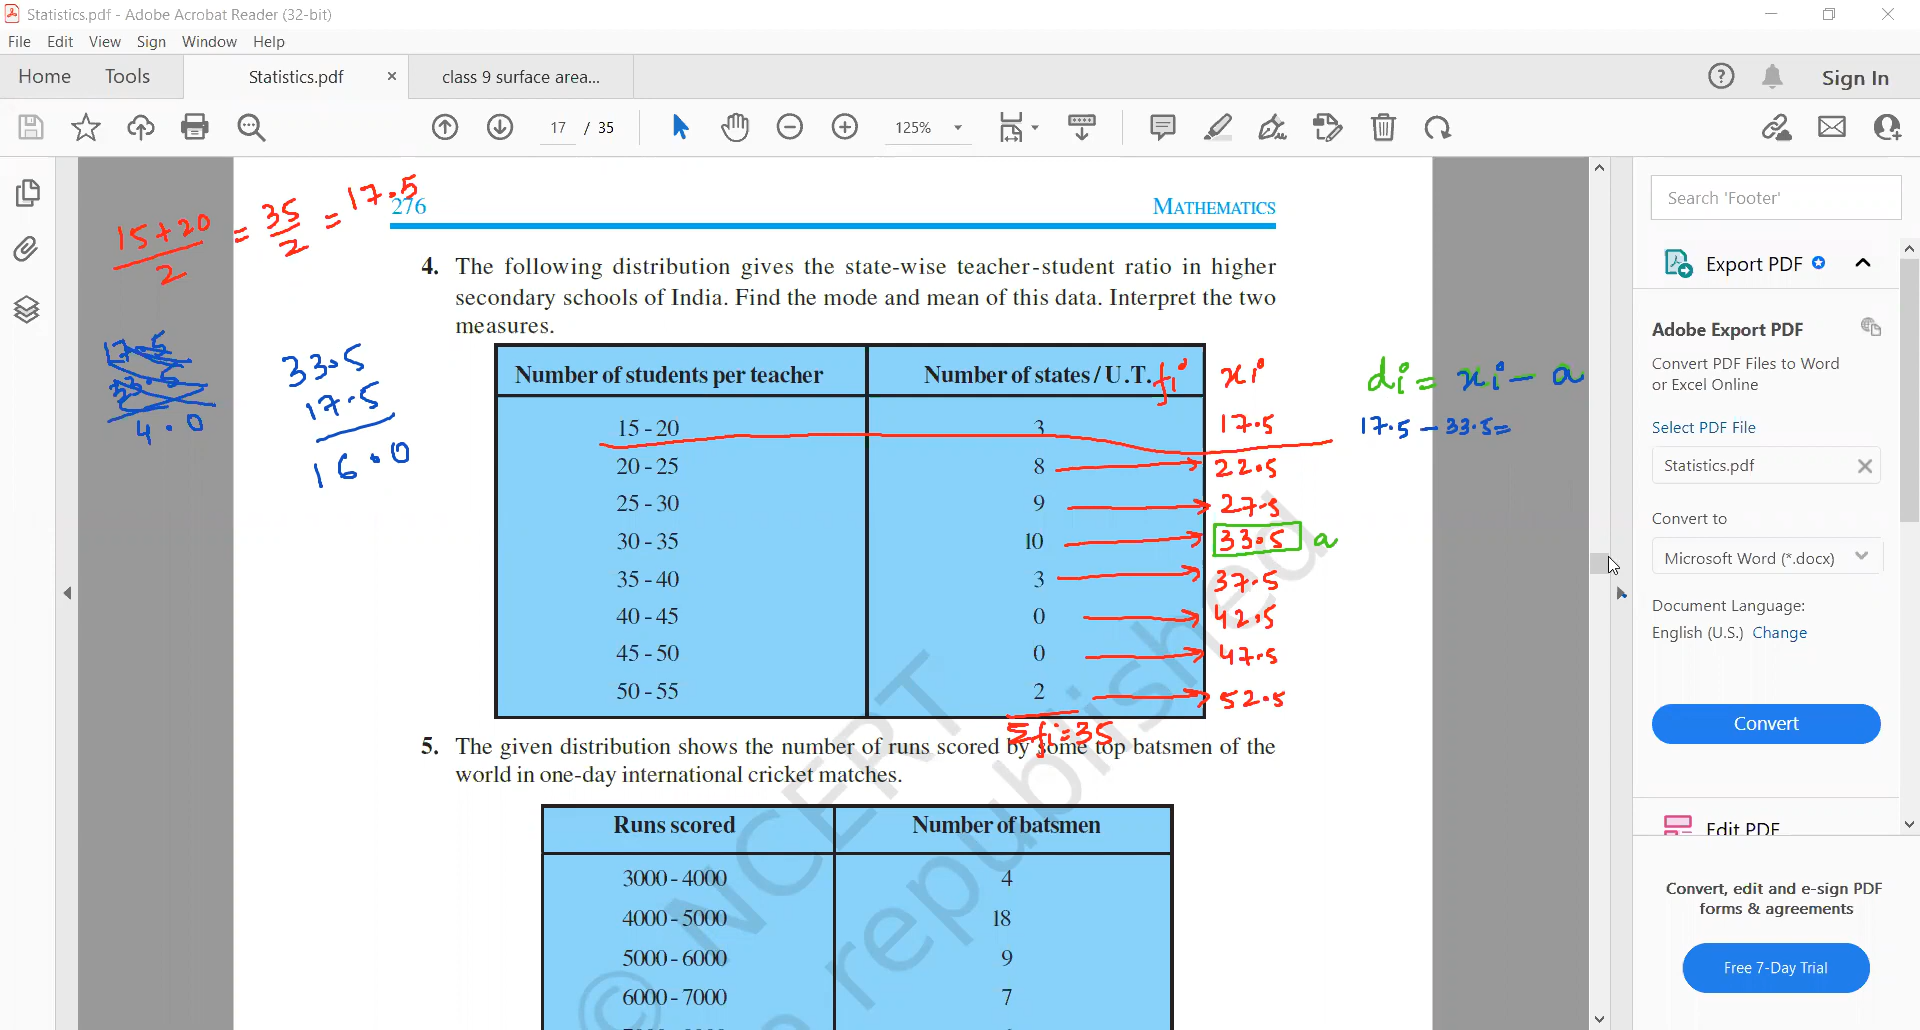 Statistics.pdf - Adobe Acrobat Reader (32-bit)
File Edit View Sign Window Help
Home Tools Statistics.pdf × class 9 surface area... Sign In
17 / 35 125%
15+20 / 2 = 35 / 2 = 17.5
276 MATHEMATICS
4. The following distribution gives the state-wise teacher-student ratio in higher
secondary schools of India. Find the mode and mean of this data. Interpret the two
measures.
33.5
17.5
16.0
17.5
4.0
Number of students per teacher Number of states / U.T. fi xi di = xi - a
15 - 20 3 17.5 17.5 - 33.5=
20 - 25 8 22.5
25 - 30 9 27.5
30 - 35 10 33.5 a
35 - 40 3 37.5
40 - 45 0 42.5
45 - 50 0 47.5
50 - 55 2 52.5
Σfi=35
5. The given distribution shows the number of runs scored by some top batsmen of the
world in one-day international cricket matches.
Runs scored Number of batsmen
3000 - 4000 4
4000 - 5000 18
5000 - 6000 9
6000 - 7000 7
© NCERT
republished
Search 'Footer'
Export PDF
Adobe Export PDF
Convert PDF Files to Word
or Excel Online
Select PDF File
Statistics.pdf
Convert to
Microsoft Word (*.docx)
Document Language:
English (U.S.) Change
Convert
Edit PDF
Convert, edit and e-sign PDF
forms & agreements
Free 7-Day Trial